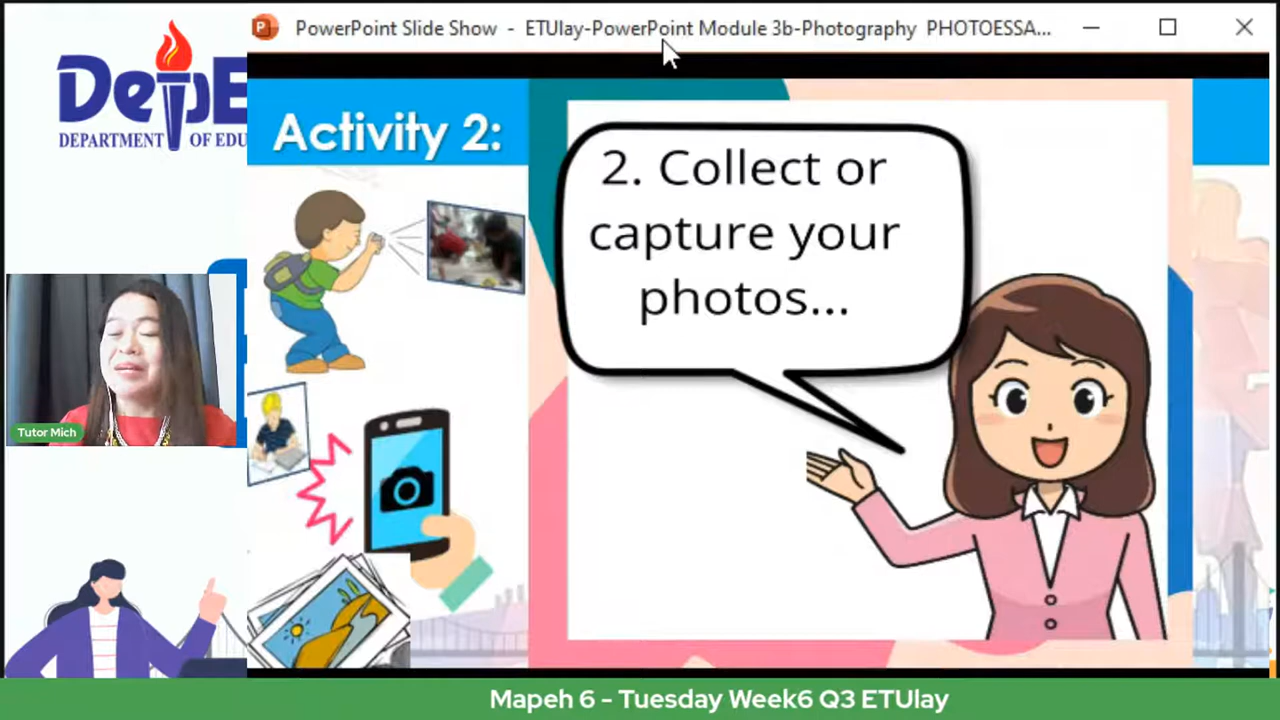 PowerPoint Slide Show - ETUlay-PowerPoint Module 3b-Photography PHOTOESSA...
DepE
DEPARTMENT OF EDU
Activity 2:
2. Collect or
capture your
photos...
Tutor Mich
Mapeh 6 - Tuesday Week6 Q3 ETUlay